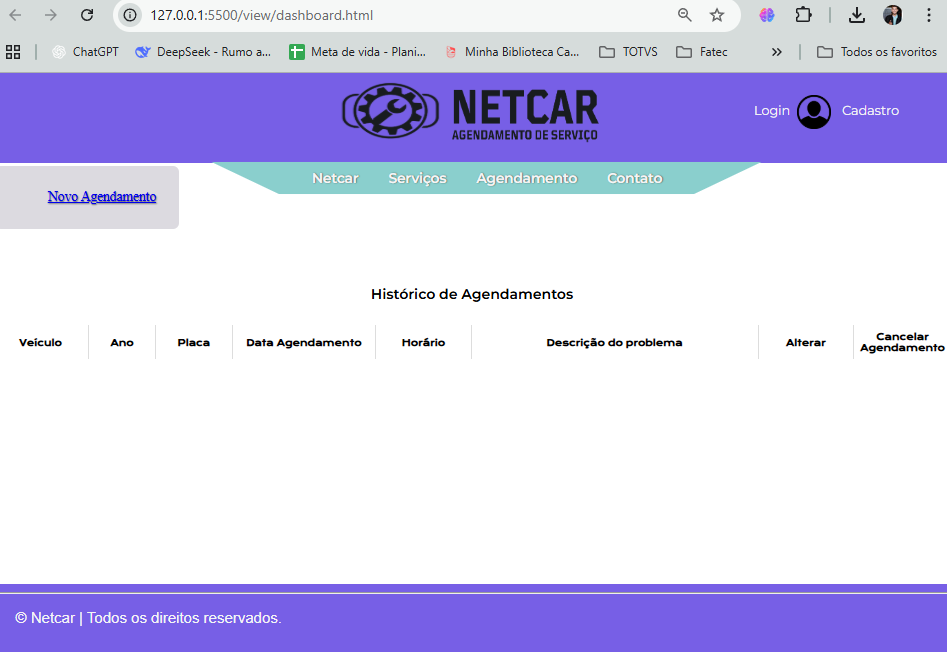 127.0.0.1:5500/view/dashboard.html
ChatGPT DeepSeek - Rumo a... Meta de vida - Plani... Minha Biblioteca Ca... TOTVS Fatec » Todos os favoritos
NETCAR
AGENDAMENTO DE SERVIÇO
Login Cadastro
Netcar Serviços Agendamento Contato
Novo Agendamento
Histórico de Agendamentos
Veículo Ano Placa Data Agendamento Horário Descrição do problema Alterar Cancelar Agendamento
© Netcar | Todos os direitos reservados.